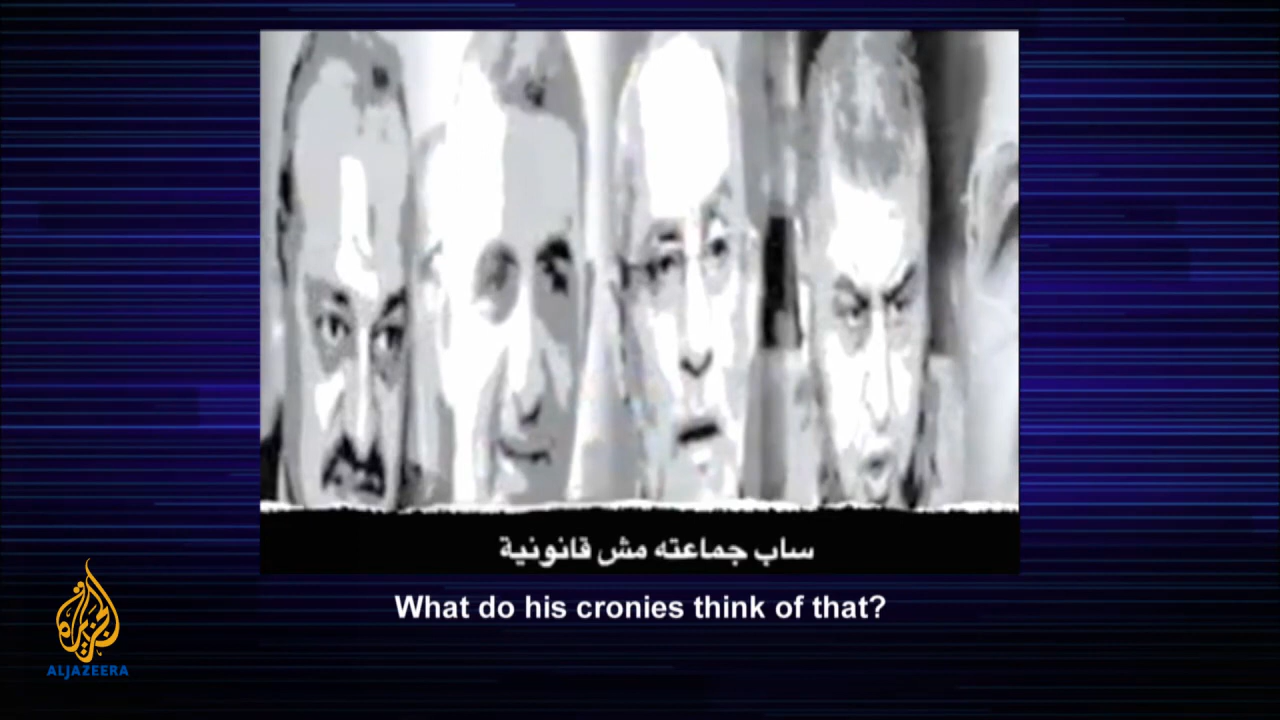 ساب جماعته مش قانونية
What do his cronies think of that?
الجزيرة
ALJAZEERA